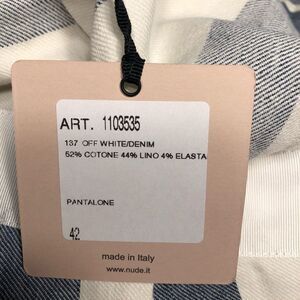 ART. 1103535
137 OFF WHITE/DENIM
52% COTONE 44% LINO 4% ELASTA
PANTALONE
42
made in Italy
www.nude.it